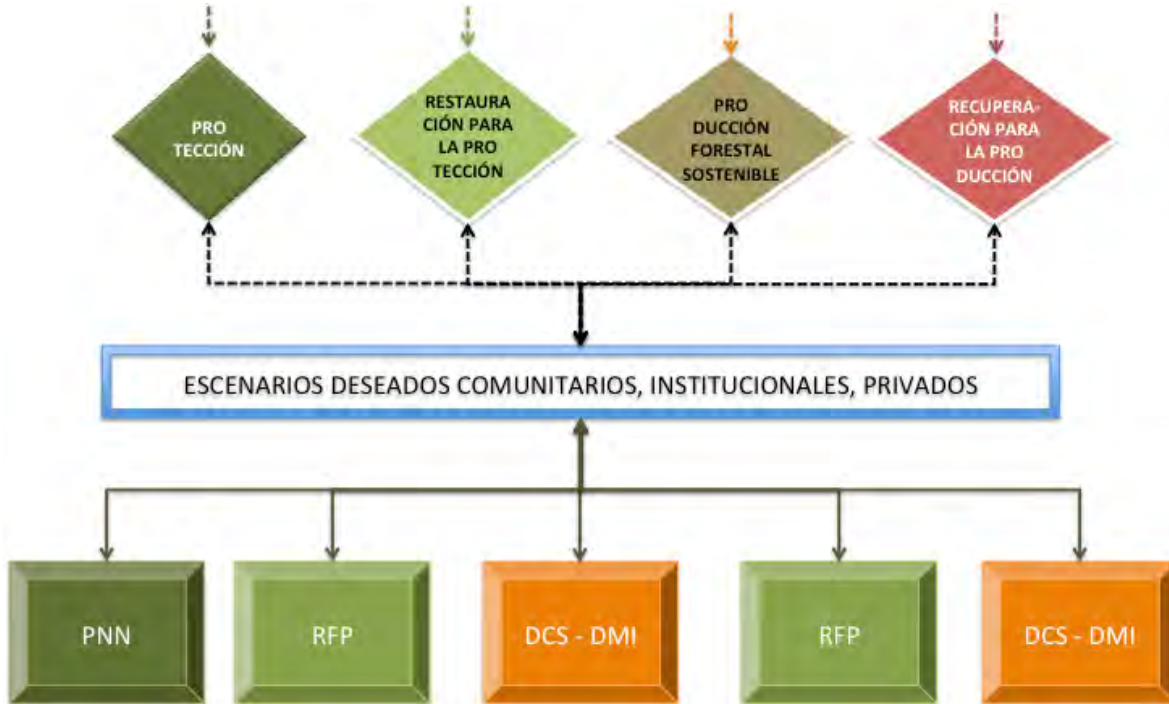 PRO
TECCIÓN
RESTAURA
CIÓN PARA
LA PRO
TECCIÓN
PRO
DUCCIÓN
FORESTAL
SOSTENIBLE
RECUPERA-
CIÓN PARA
LA PRO
DUCCIÓN
ESCENARIOS DESEADOS COMUNITARIOS, INSTITUCIONALES, PRIVADOS
PNN
RFP
DCS - DMI
RFP
DCS - DMI